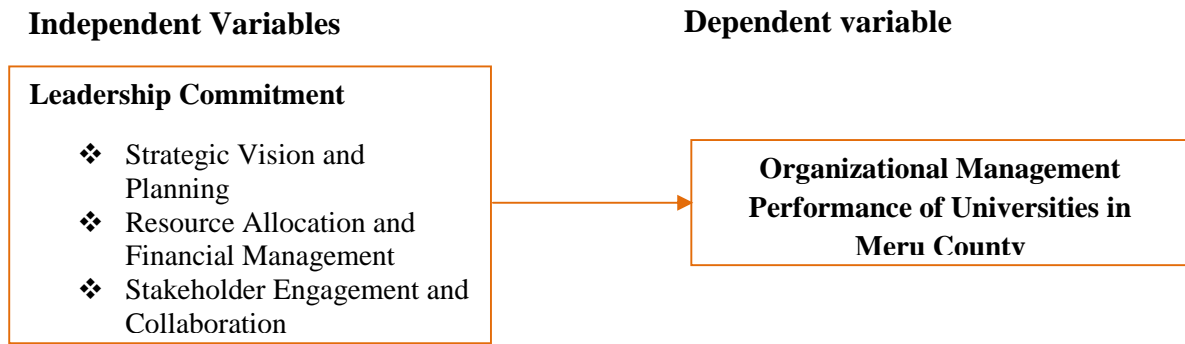 Independent Variables
Dependent variable
Leadership Commitment
❖ Strategic Vision and
Planning
❖ Resource Allocation and
Financial Management
❖ Stakeholder Engagement and
Collaboration
Organizational Management
Performance of Universities in
Meru County